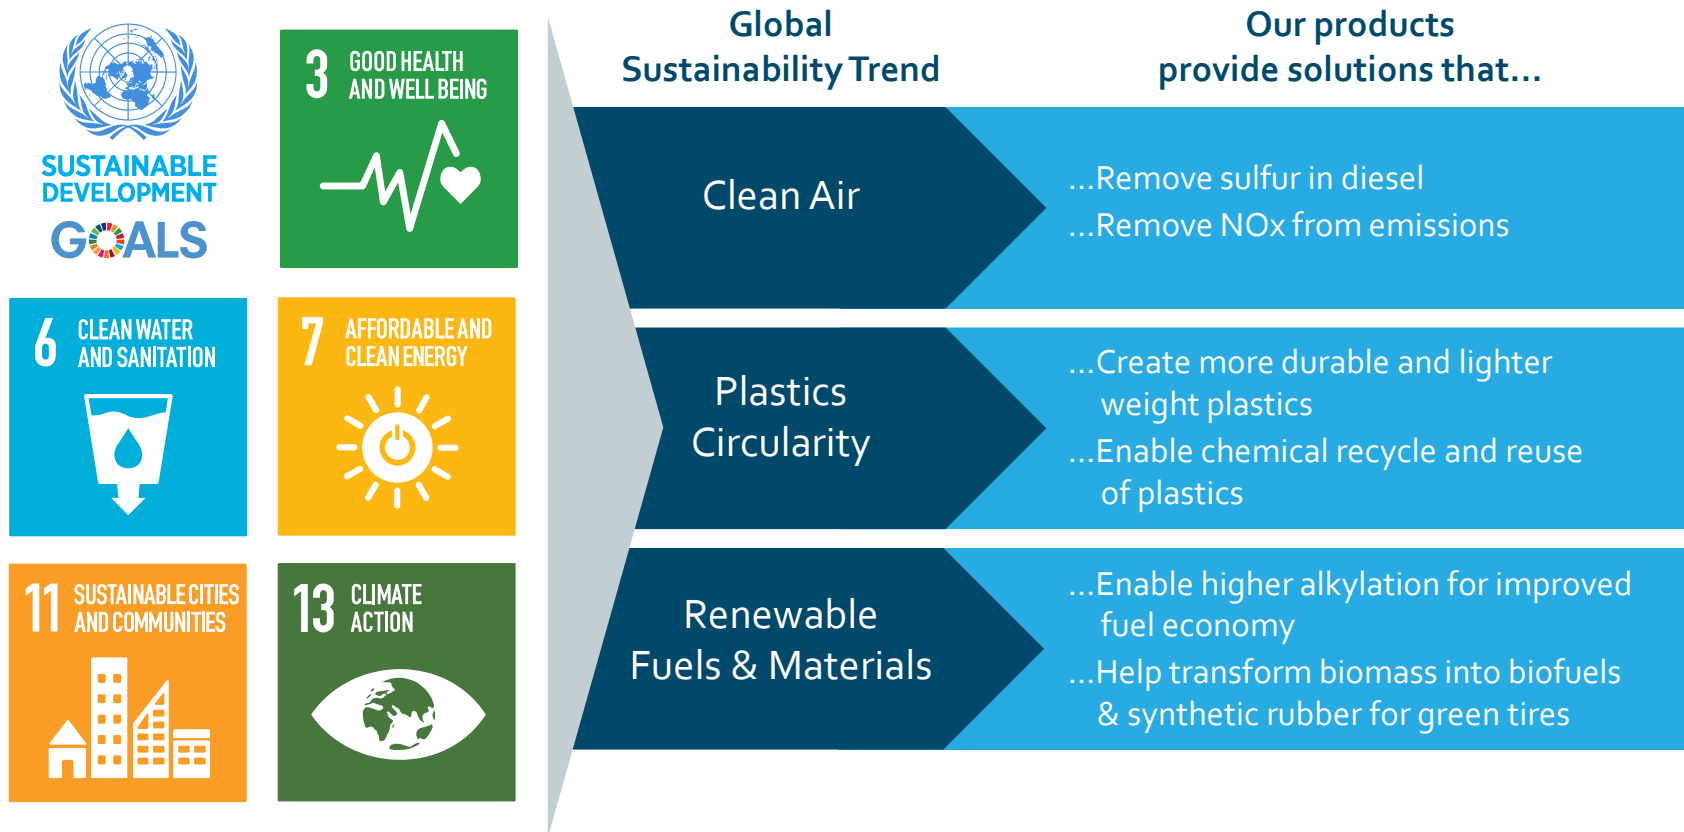 SUSTAINABLE
DEVELOPMENT
GOALS
3 GOOD HEALTH
AND WELL BEING
6 CLEAN WATER
AND SANITATION
7 AFFORDABLE AND
CLEAN ENERGY
11 SUSTAINABLE CITIES
AND COMMUNITIES
13 CLIMATE
ACTION
Global
Sustainability Trend
Our products
provide solutions that...
Clean Air
...Remove sulfur in diesel
...Remove NOx from emissions
Plastics
Circularity
...Create more durable and lighter
weight plastics
...Enable chemical recycle and reuse
of plastics
Renewable
Fuels & Materials
...Enable higher alkylation for improved
fuel economy
...Help transform biomass into biofuels
& synthetic rubber for green tires